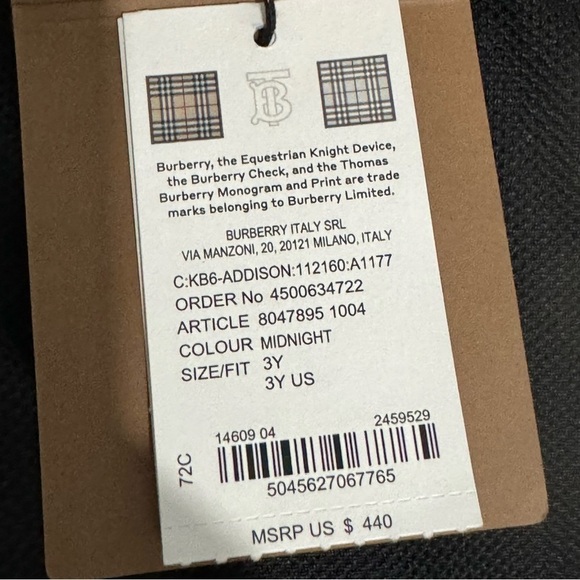 TB
Burberry, the Equestrian Knight Device,
the Burberry Check, and the Thomas
Burberry Monogram and Print are trade
marks belonging to Burberry Limited.
BURBERRY ITALY SRL
VIA MANZONI, 20, 20121 MILANO, ITALY
C:KB6-ADDISON:112160:A1177
ORDER No 4500634722
ARTICLE 8047895 1004
COLOUR MIDNIGHT
SIZE/FIT 3Y
3Y US
72C
14609 04 2459529
5045627067765
MSRP US $ 440